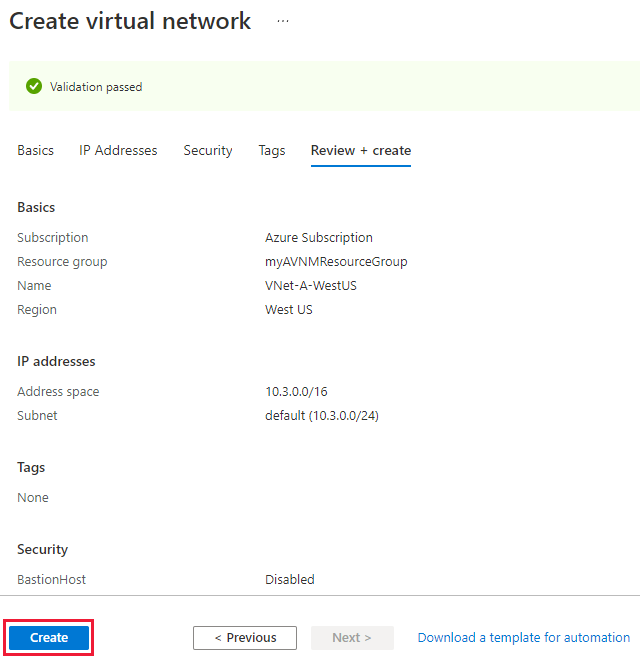 Create virtual network ...
Validation passed
Basics IP Addresses Security Tags Review + create
Basics
Subscription Azure Subscription
Resource group myAVNMResourceGroup
Name VNet-A-WestUS
Region West US
IP addresses
Address space 10.3.0.0/16
Subnet default (10.3.0.0/24)
Tags
None
Security
BastionHost Disabled
Create < Previous Next > Download a template for automation